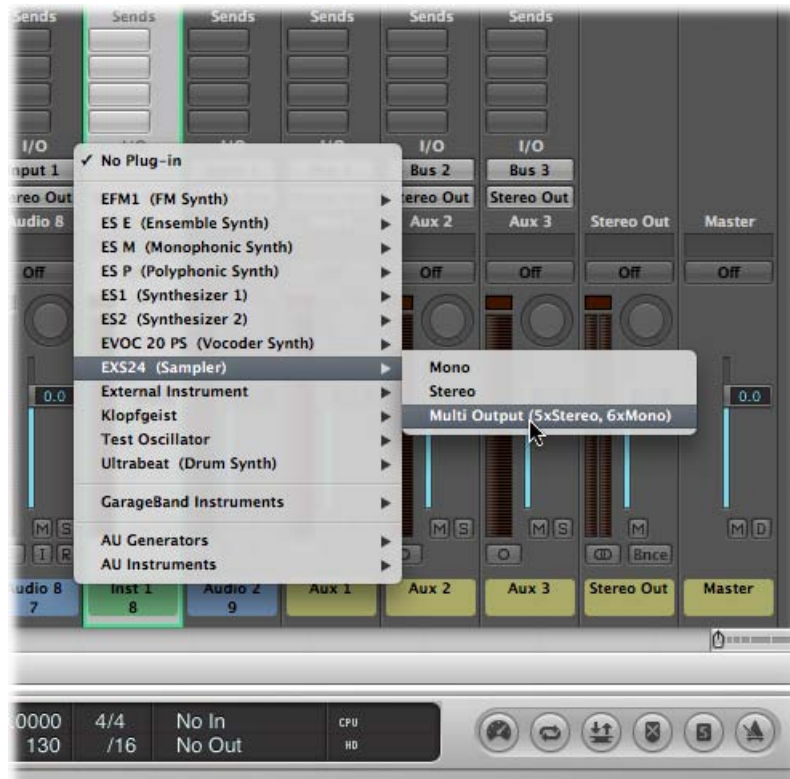 Sends Sends Sends Sends Sends
I/O I/O I/O
nput 1 Bus 2 Bus 3
ereo Out tereo Out Stereo Out
Audio 8 Aux 2 Aux 3 Stereo Out Master
Off Off Off Off Off
✓ No Plug-in
EFM1 (FM Synth)
ES E (Ensemble Synth)
ES M (Monophonic Synth)
ES P (Polyphonic Synth)
ES1 (Synthesizer 1)
ES2 (Synthesizer 2)
EVOC 20 PS (Vocoder Synth)
EXS24 (Sampler)
External Instrument
Klopfgeist
Test Oscillator
Ultrabeat (Drum Synth)
GarageBand Instruments
AU Generators
AU Instruments
Mono
Stereo
Multi Output (5xStereo, 6xMono)
0.0 0.0
M S M S M S M M D
I R Bnce
udio 8 Inst 1 Audio 2 Aux 1 Aux 2 Aux 3 Stereo Out Master
7 8 9
.0000 4/4 No In CPU
130 /16 No Out HD
S